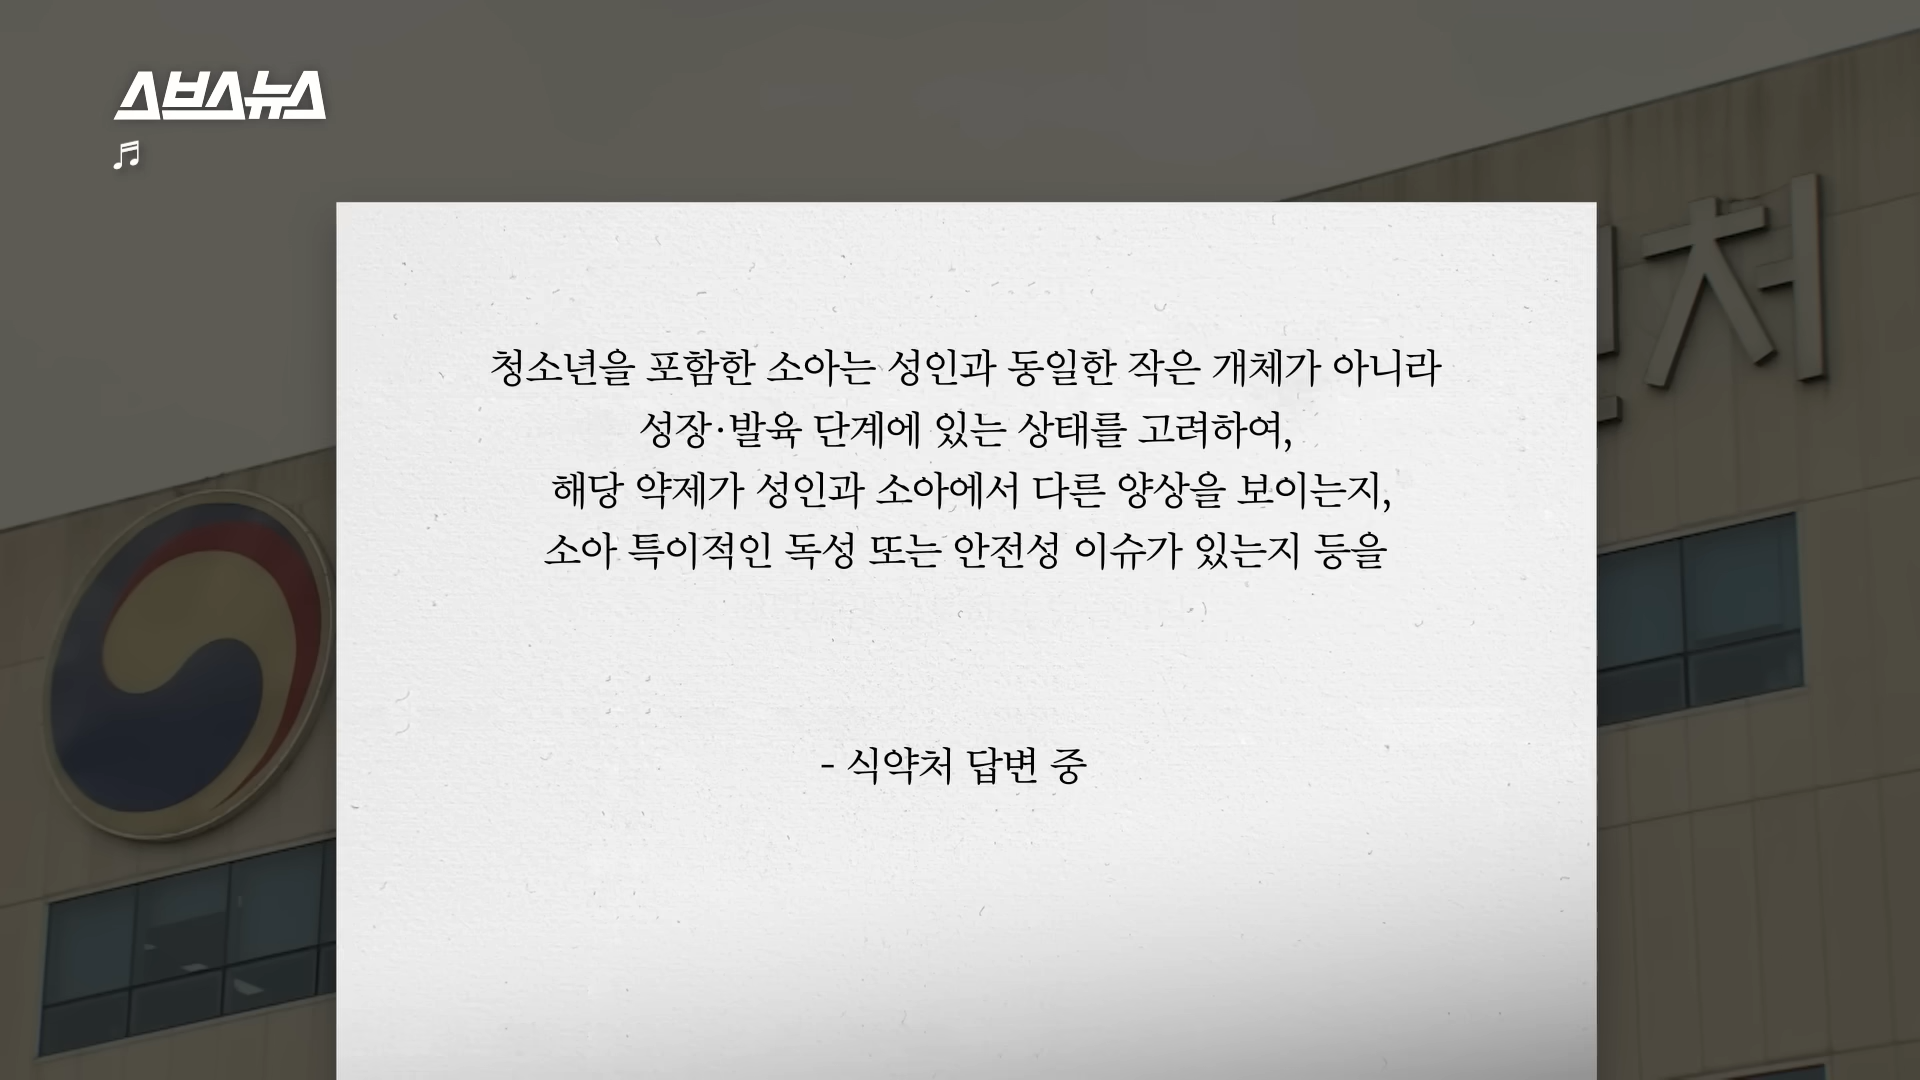 스브스뉴스
청소년을 포함한 소아는 성인과 동일한 작은 개체가 아니라
성장·발육 단계에 있는 상태를 고려하여,
해당 약제가 성인과 소아에서 다른 양상을 보이는지,
소아 특이적인 독성 또는 안전성 이슈가 있는지 등을
- 식약처 답변 중
처